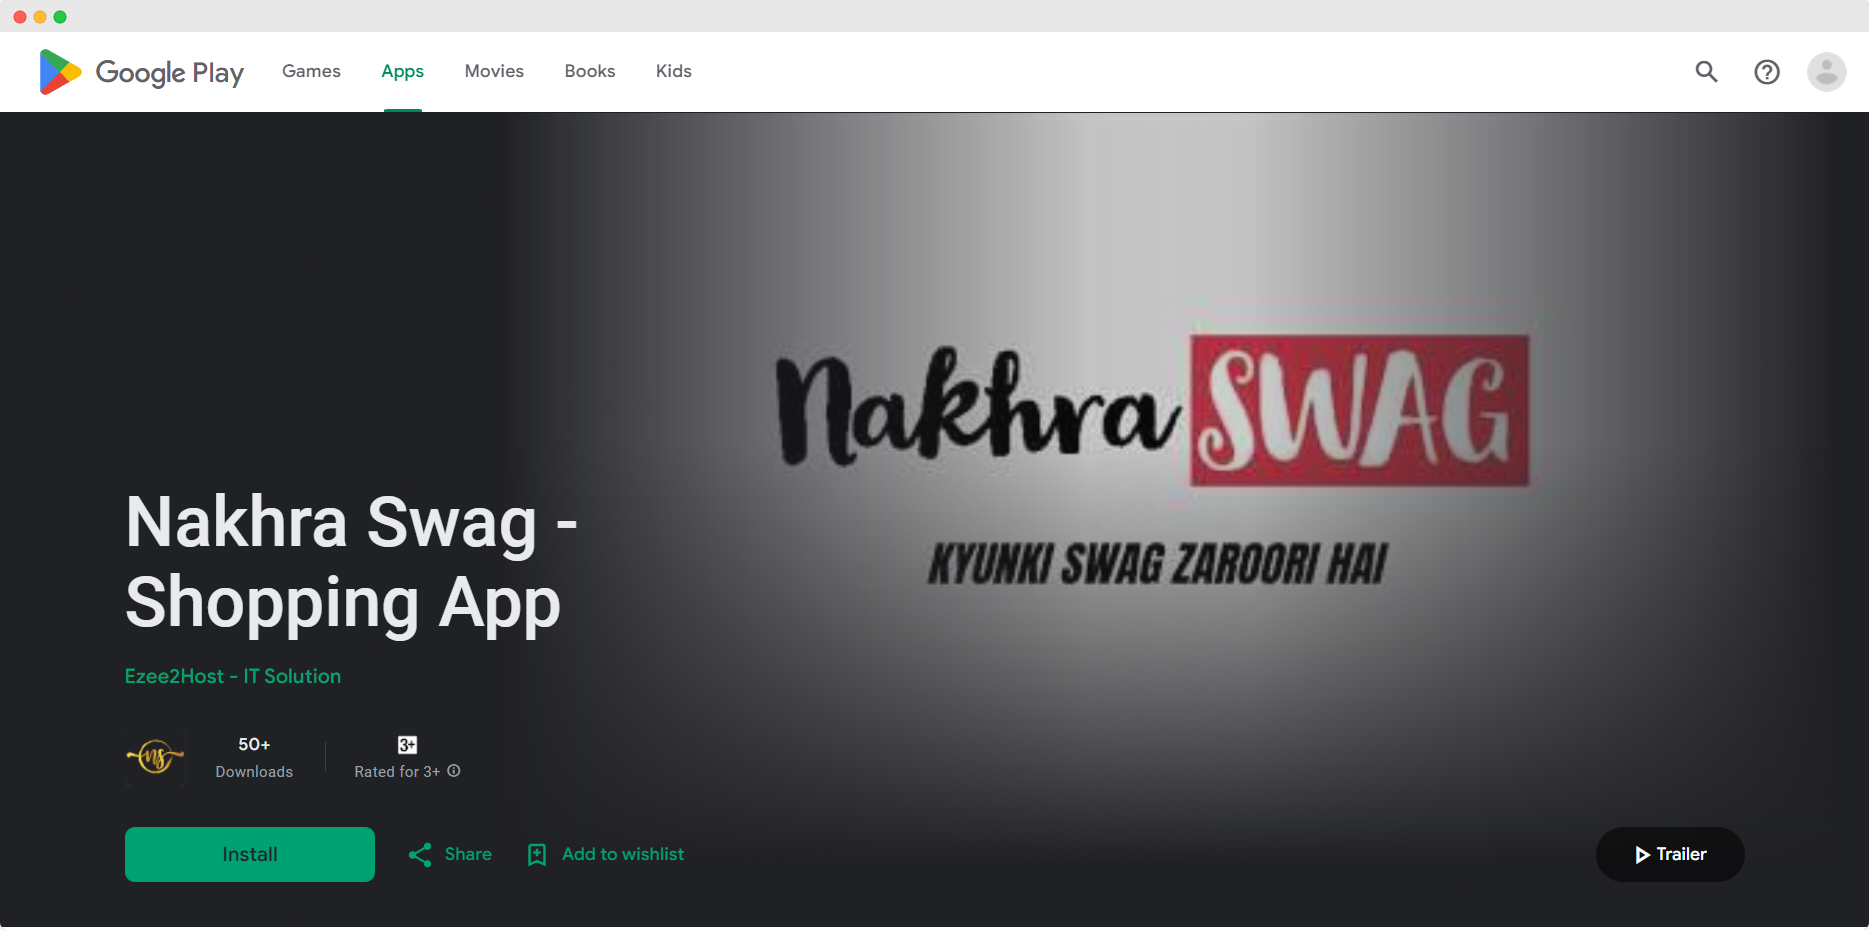 Google Play Games Apps Movies Books Kids
Nakhra SWAG
KYUNKI SWAG ZAROORI HAI
Nakhra Swag -
Shopping App
Ezee2Host - IT Solution
ns
50+
Downloads
3+
Rated for 3+
Install
Share
Add to wishlist
Trailer